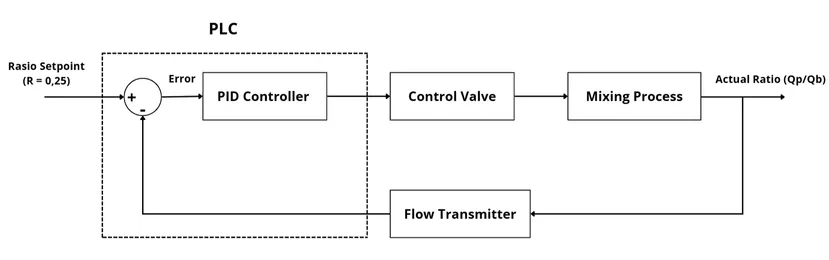 PLC
Rasio Setpoint
(R = 0,25)
+
-
Error
PID Controller
Control Valve
Mixing Process
Actual Ratio (Qp/Qb)
Flow Transmitter